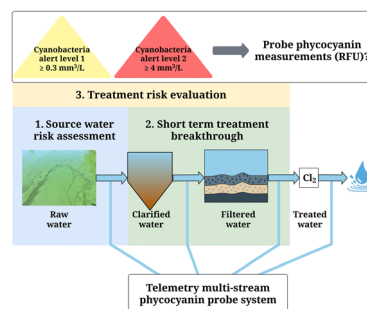 Cyanobacteria
alert level 1
≥ 0.3 mm³/L
Cyanobacteria
alert level 2
≥ 4 mm³/L
Probe phycocyanin
measurements (RFU)?
3. Treatment risk evaluation
1. Source water
risk assessment
2. Short term treatment
breakthrough
Cl₂
Raw
water
Clarified
water
Filtered
water
Treated
water
Telemetry multi-stream
phycocyanin probe system